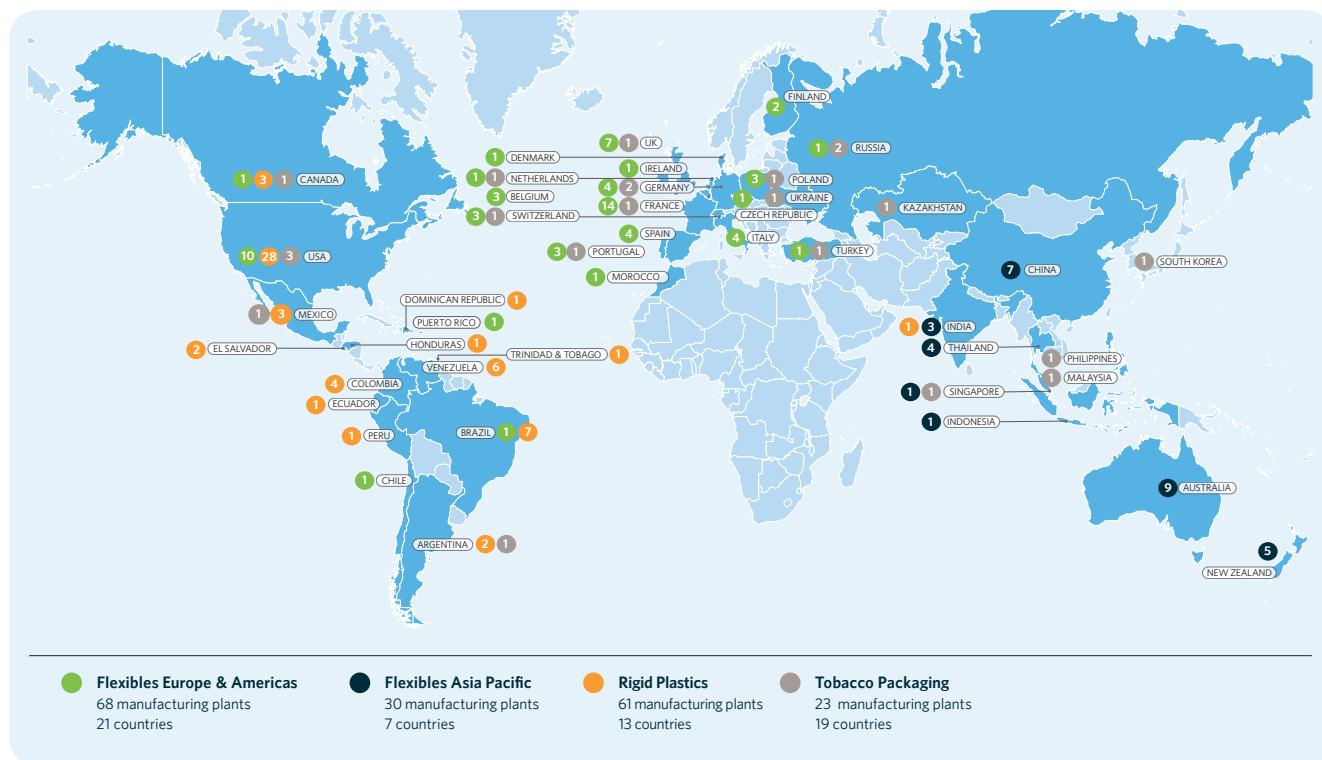 2 FINLAND
7 1 UK
1 2 RUSSIA
1 DENMARK
1 IRELAND
1 1 NETHERLANDS
4 2 GERMANY
3 1 POLAND
1 3 1 CANADA
3 BELGIUM
14 1 FRANCE
1 1 UKRAINE
CZECH REPUBLIC
1 KAZAKHSTAN
3 1 SWITZERLAND
4 SPAIN
4 ITALY
10 28 3 USA
3 1 PORTUGAL
1 1 TURKEY
1 SOUTH KOREA
7 CHINA
1 MOROCCO
DOMINICAN REPUBLIC 1
1 3 MEXICO
PUERTO RICO 1
1 3 INDIA
2 EL SALVADOR
HONDURAS 1
4 THAILAND
TRINIDAD & TOBAGO 1
1 PHILIPPINES
VENEZUELA 6
1 MALAYSIA
4 COLOMBIA
1 1 SINGAPORE
1 ECUADOR
1 INDONESIA
1 PERU
BRAZIL 1 7
1 CHILE
9 AUSTRALIA
ARGENTINA 2 1
5
NEW ZEALAND
Flexibles Europe & Americas
68 manufacturing plants
21 countries
Flexibles Asia Pacific
30 manufacturing plants
7 countries
Rigid Plastics
61 manufacturing plants
13 countries
Tobacco Packaging
23 manufacturing plants
19 countries